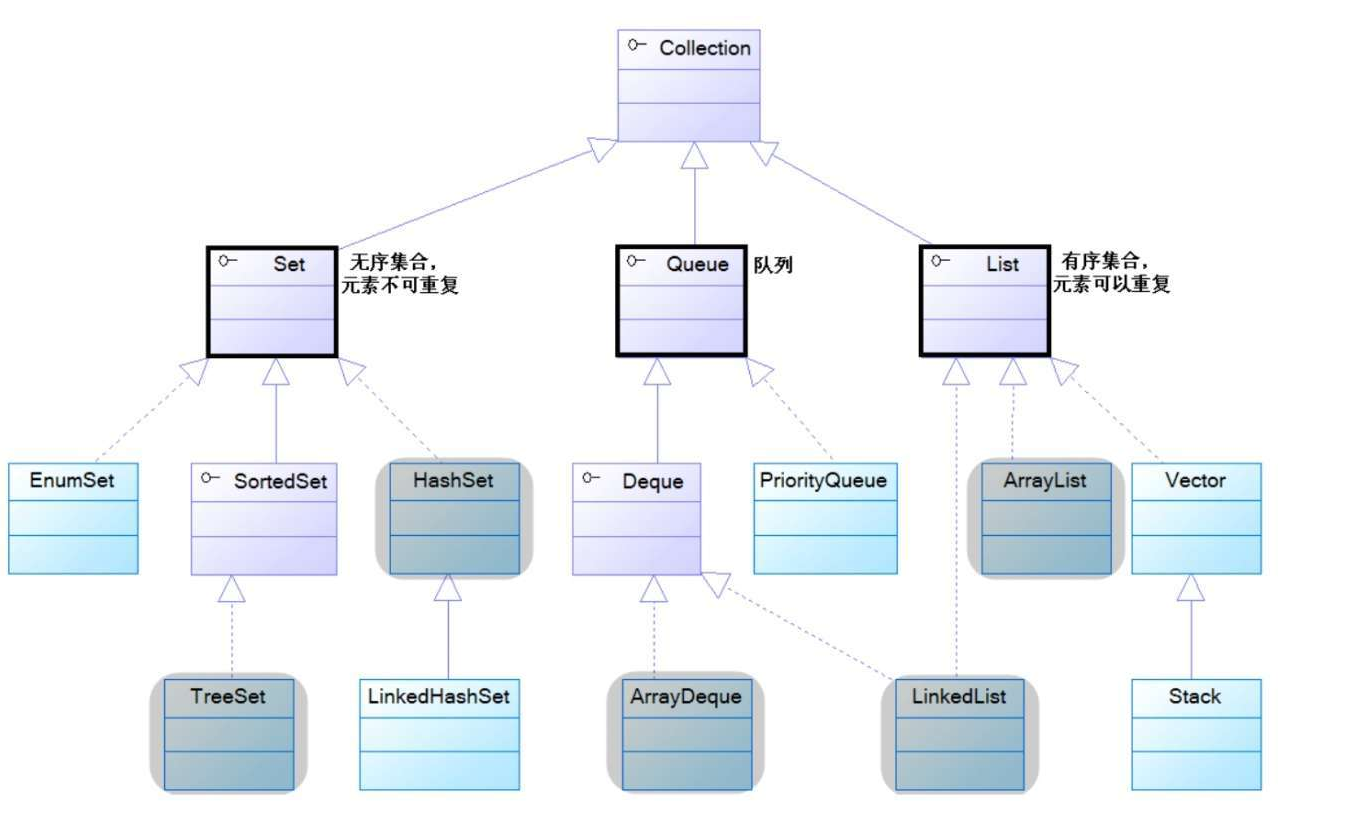 Collection
Set
无序集合，
元素不可重复
Queue
队列
List
有序集合，
元素可以重复
EnumSet
SortedSet
HashSet
Deque
PriorityQueue
ArrayList
Vector
TreeSet
LinkedHashSet
ArrayDeque
LinkedList
Stack